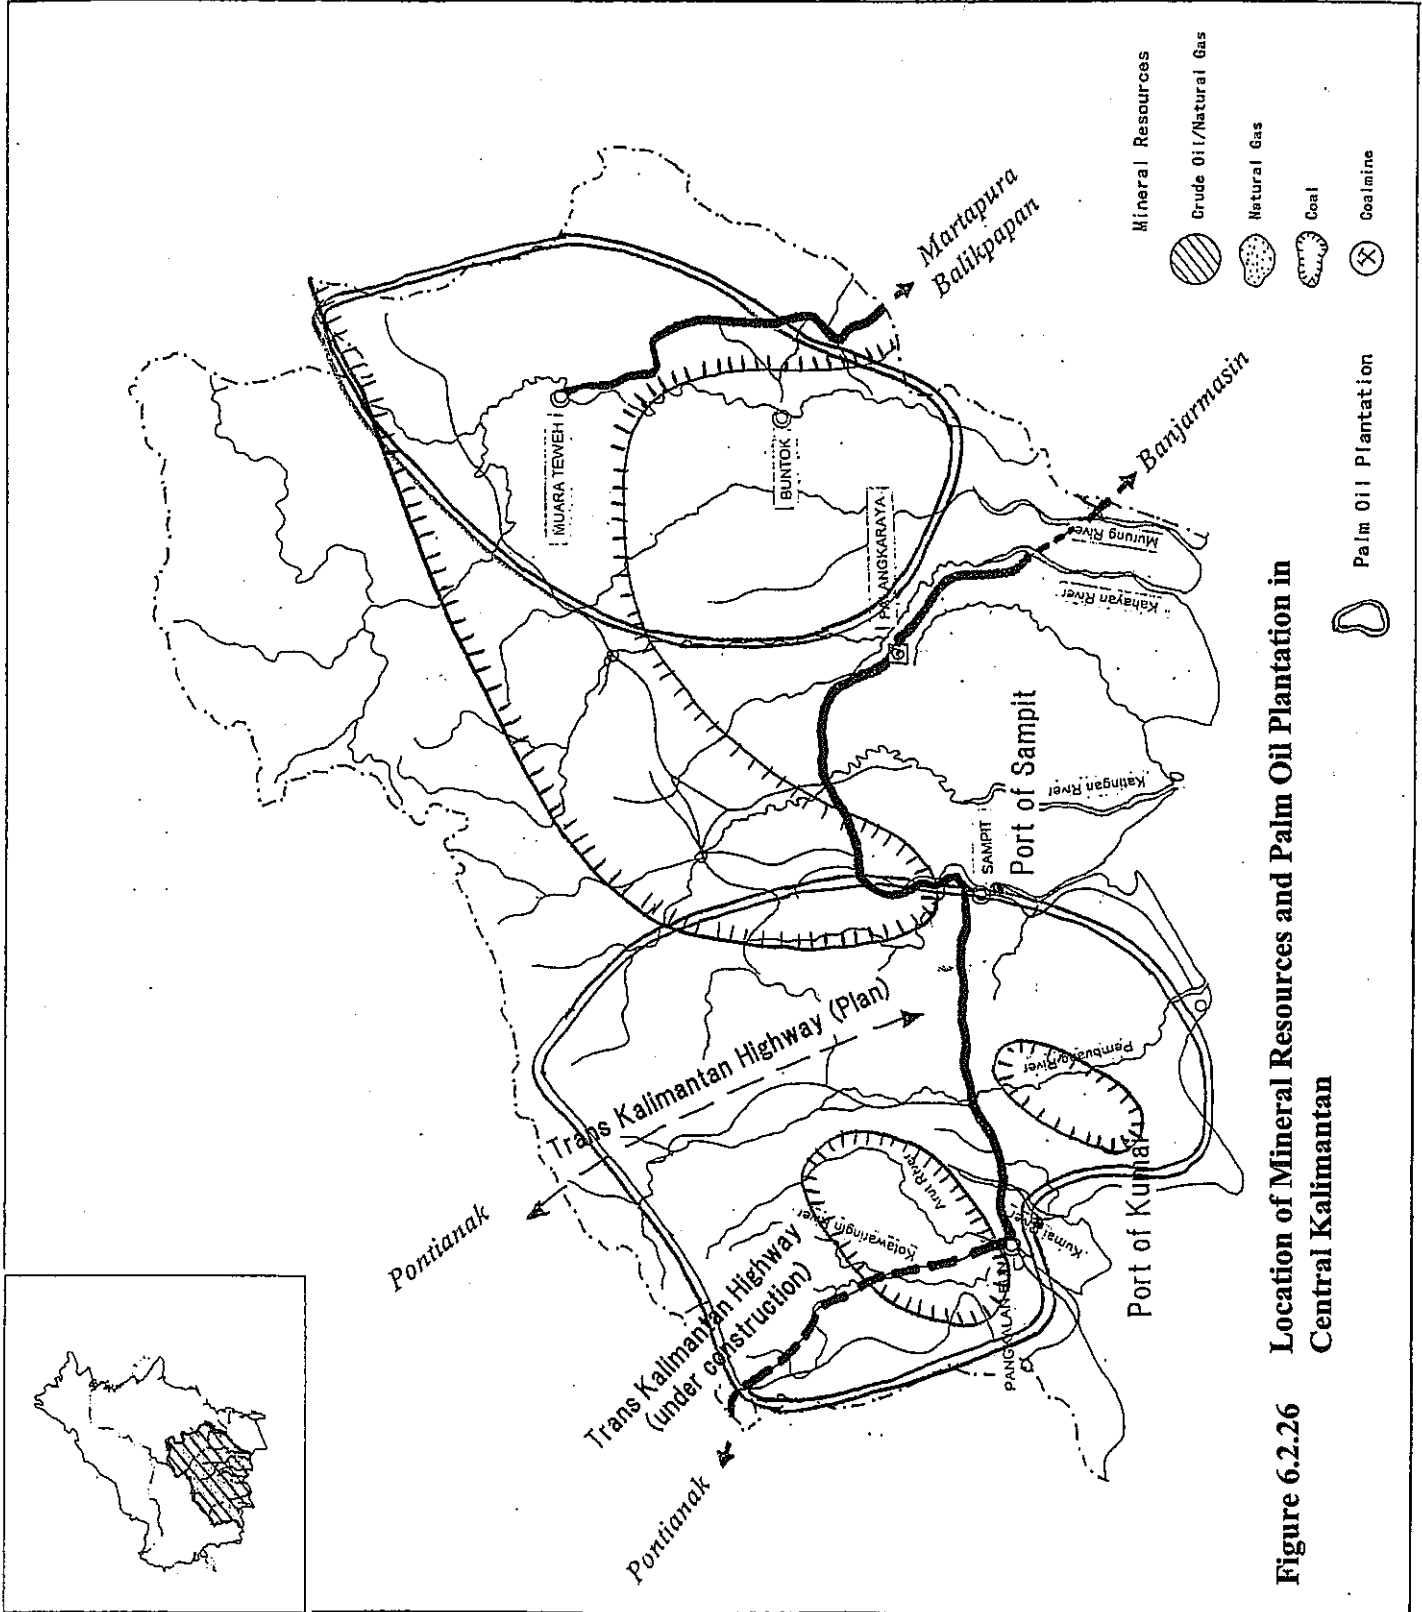 Pontianak
Pontianak
Trans Kalimantan Highway (Plan)
Trans Kalimantan Highway
(under construction)
MUARA TEWEH
BUNTOK
PALANGKARAYA
Martapura
Balikpapan
Banjarmasin
Murung River
Kahayan River
Katingan River
SAMPIT
Port of Sampit
Pembuang River
Arut River
Kotawaringin River
Kumai
PANGKALAN BUN
Port of Kumai
Mineral Resources
Crude Oil/Natural Gas
Natural Gas
Coal
Coalmine
Palm Oil Plantation
Figure 6.2.26 Location of Mineral Resources and Palm Oil Plantation in
Central Kalimantan